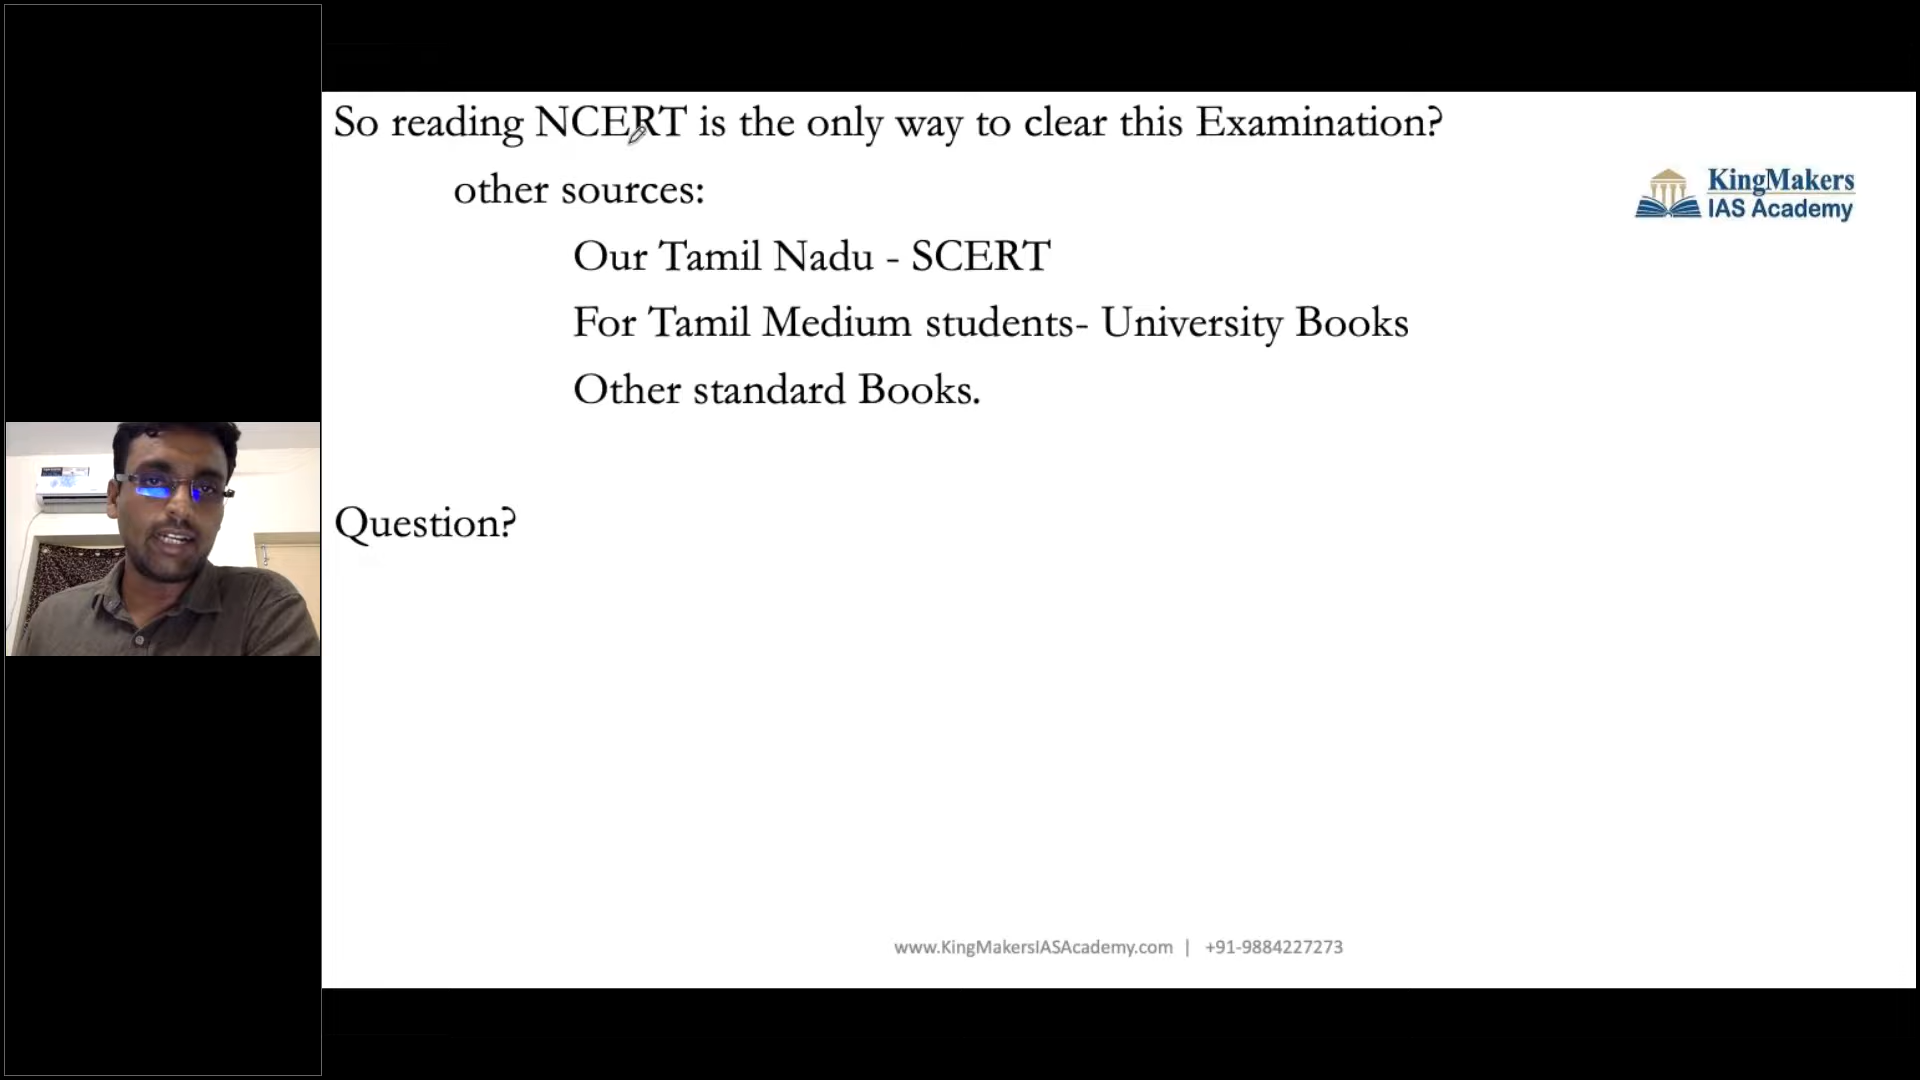 So reading NCERT is the only way to clear this Examination?
other sources:
KingMakers
IAS Academy
Our Tamil Nadu - SCERT
For Tamil Medium students- University Books
Other standard Books.
Question?
www.KingMakersIASAcademy.com | +91-9884227273